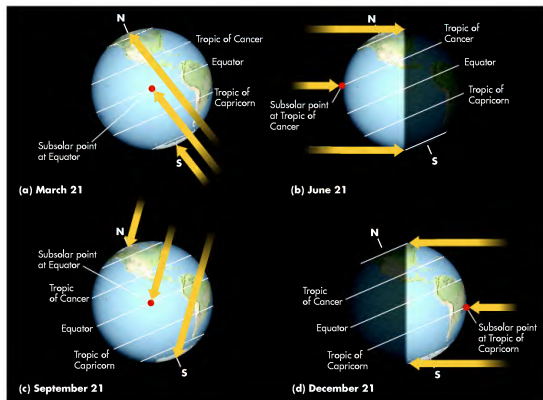 N
Tropic of Cancer
Equator
Tropic of
Capricorn
Subsolar point
at Equator
S
(a) March 21
Tropic of
Cancer
Equator
Tropic of
Capricorn
Subsolar point
at Tropic of
Cancer
S
(b) June 21
N
Subsolar point
at Equator
Tropic
of Cancer
Equator
Tropic of
Capricorn
S
(c) September 21
N
Tropic
of Cancer
Equator
Tropic of
Capricorn
Subsolar point
at Tropic of
Capricorn
S
(d) December 21